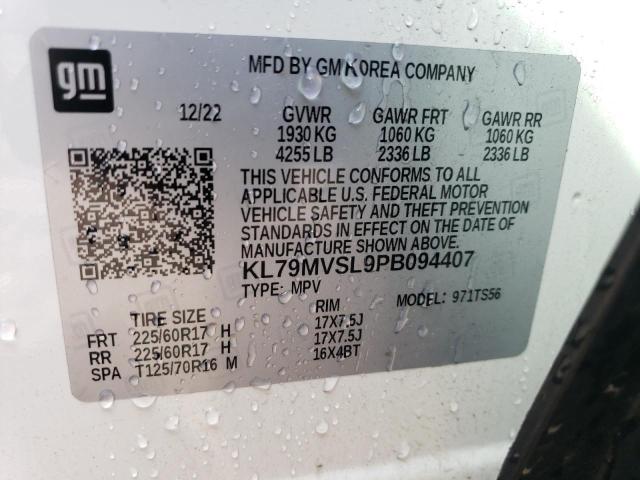 gm
MFD BY GM KOREA COMPANY
12/22 GVWR GAWR FRT GAWR RR
1930 KG 1060 KG 1060 KG
4255 LB 2336 LB 2336 LB
THIS VEHICLE CONFORMS TO ALL
APPLICABLE U.S. FEDERAL MOTOR
VEHICLE SAFETY AND THEFT PREVENTION
STANDARDS IN EFFECT ON THE DATE OF
MANUFACTURE SHOWN ABOVE.
KL79MVSL9PB094407
TYPE: MPV MODEL: 971TS56
TIRE SIZE RIM
FRT 225/60R17 H 17X7.5J
RR 225/60R17 H 17X7.5J
SPA T125/70R16 M 16X4BT